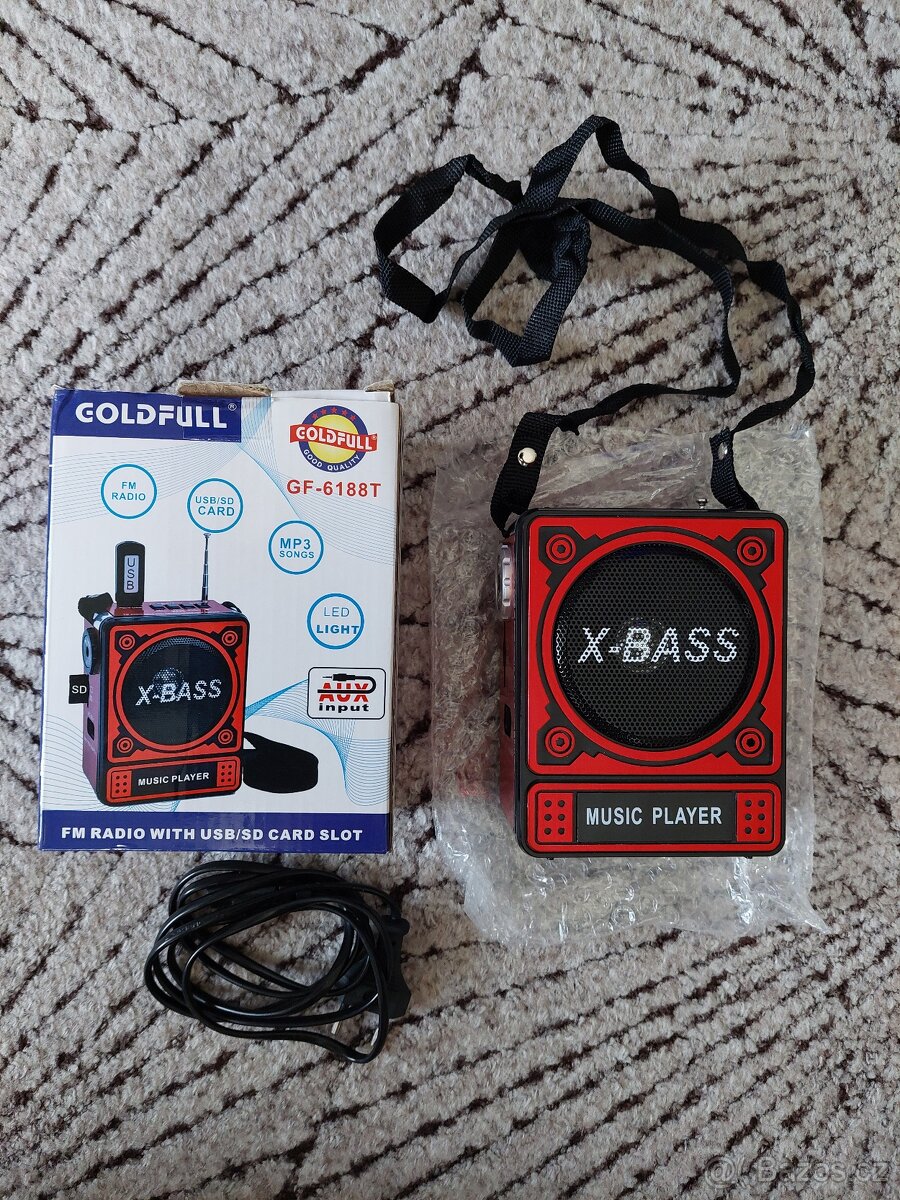 GOLDFULL®
GOLDFULL®
GOOD QUALITY
GF-6188T
FM
RADIO
USB/SD
CARD
MP3
SONGS
LED
LIGHT
AUX
input
USB
SD
X-BASS
MUSIC PLAYER
FM RADIO WITH USB/SD CARD SLOT
X-BASS
MUSIC PLAYER
@ Bazos.cz